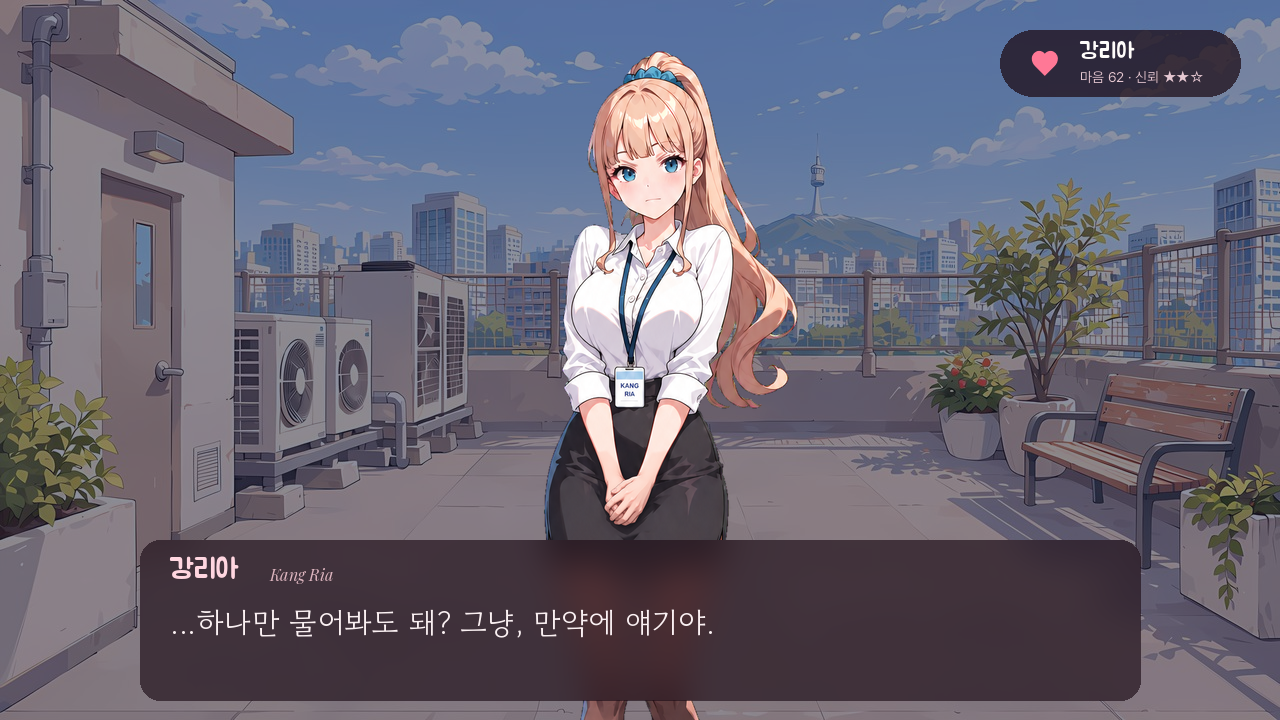 강리아
마음 62 · 신뢰 ★★☆
KANG
RIA
강리아 Kang Ria
...하나만 물어봐도 돼? 그냥, 만약에 얘기야.